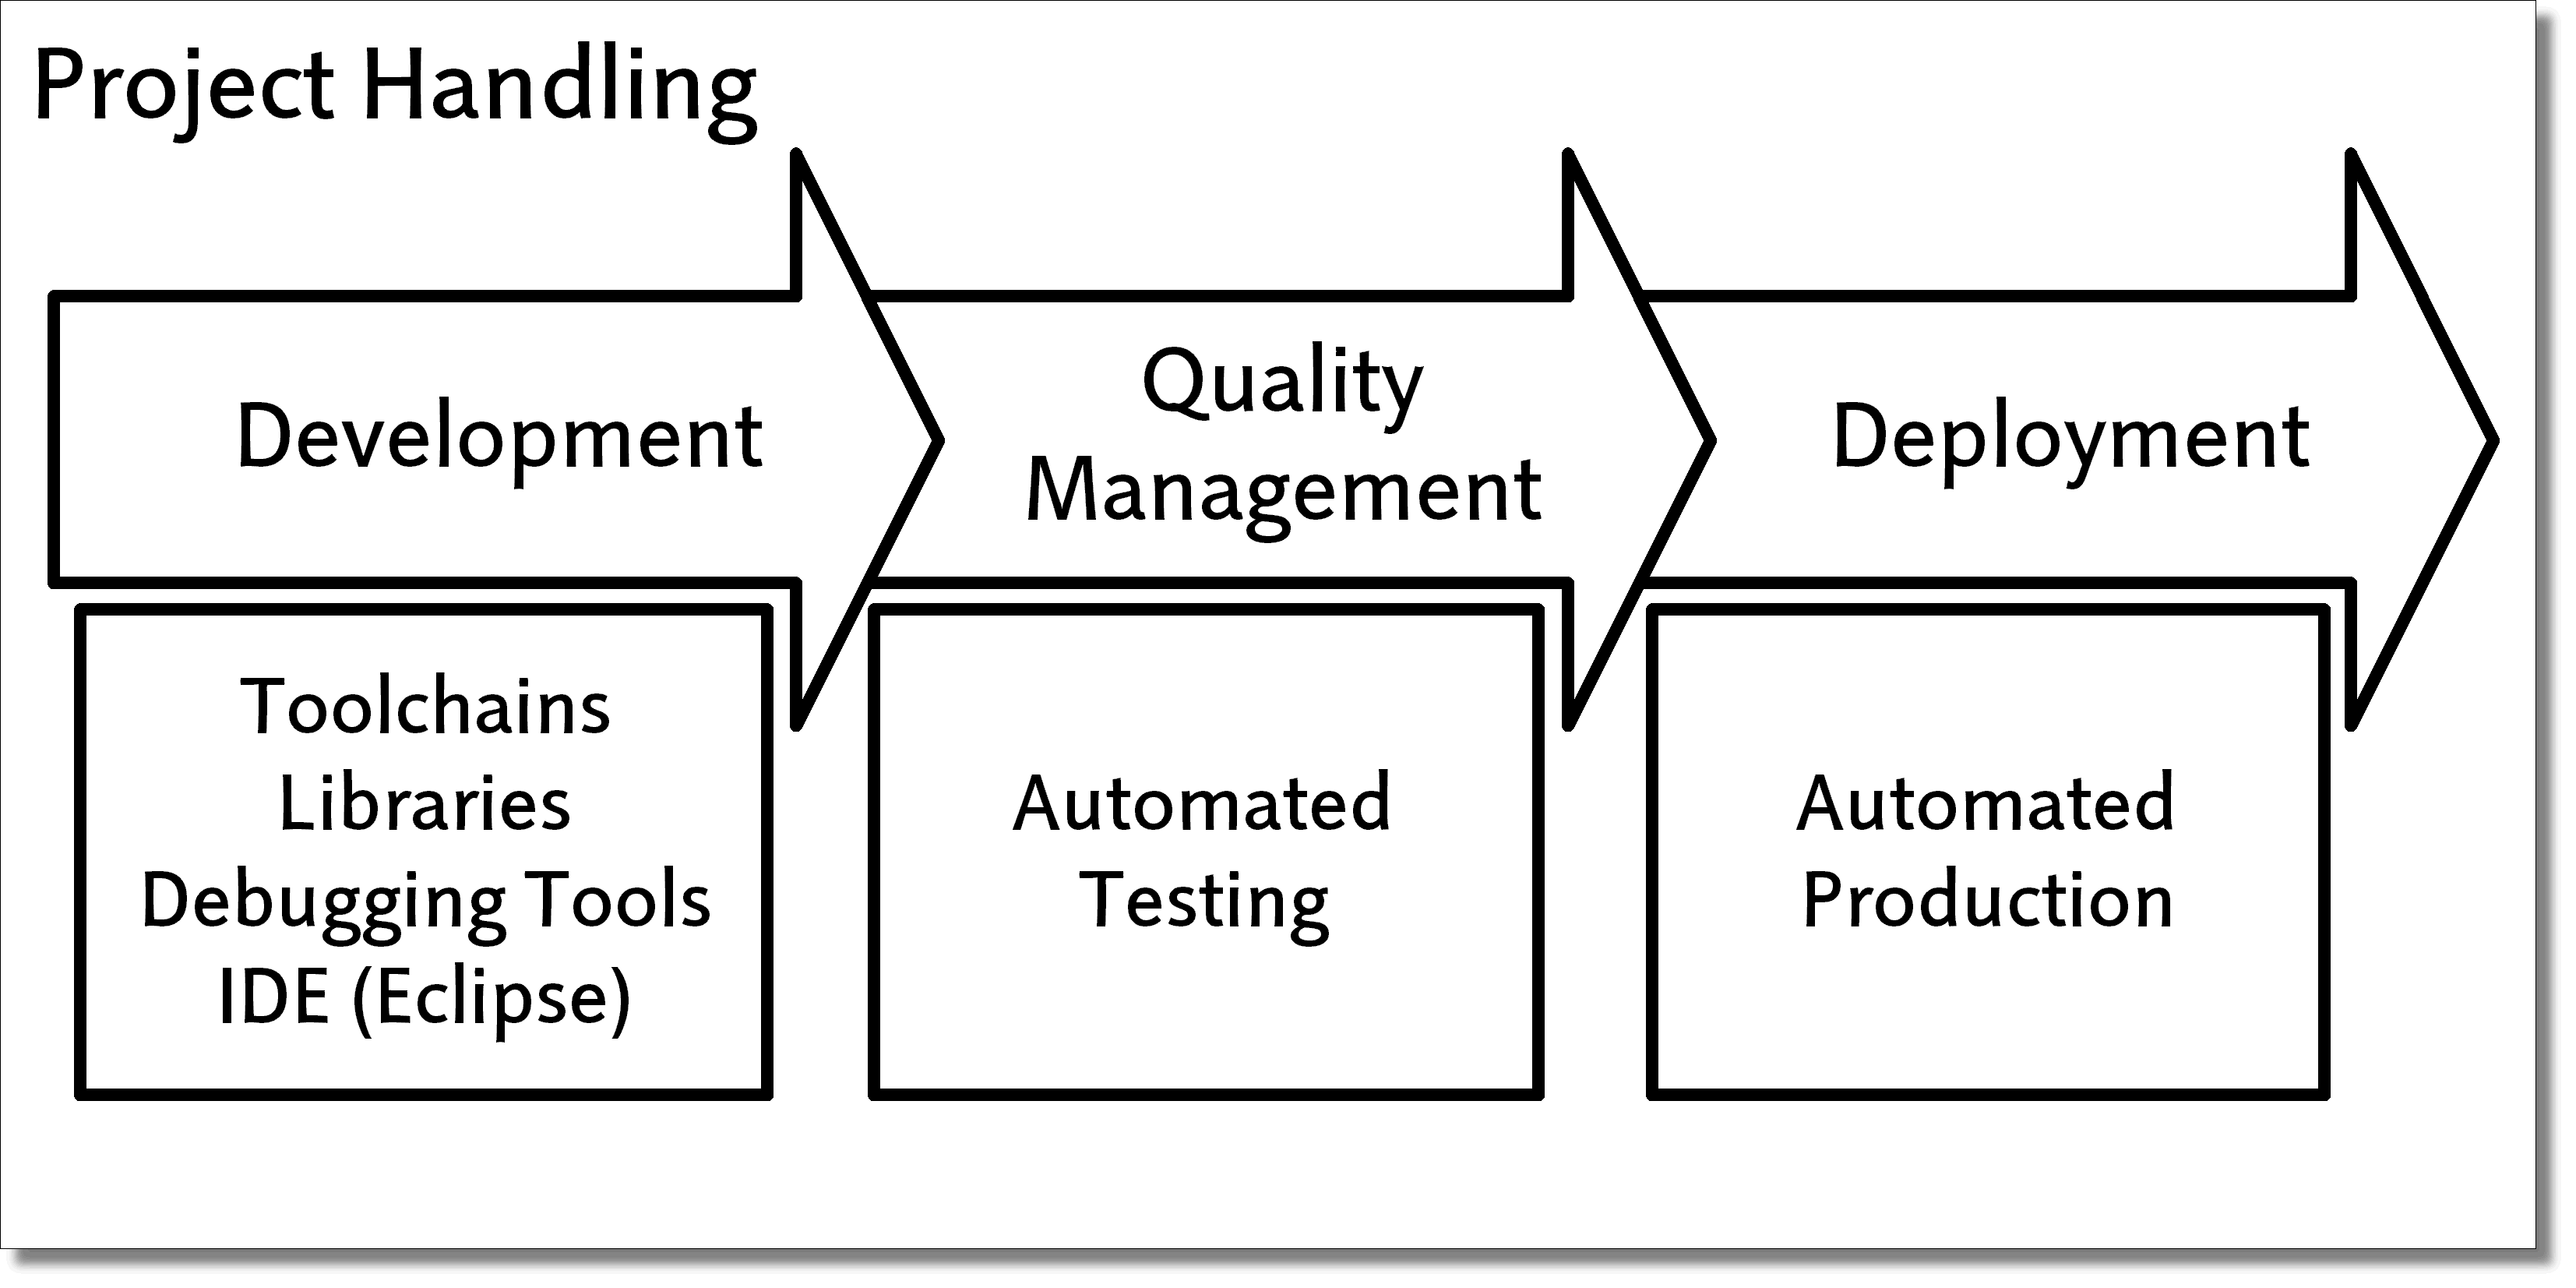 Project Handling
Development
Quality
Management
Deployment
Toolchains
Libraries
Debugging Tools
IDE (Eclipse)
Automated
Testing
Automated
Production